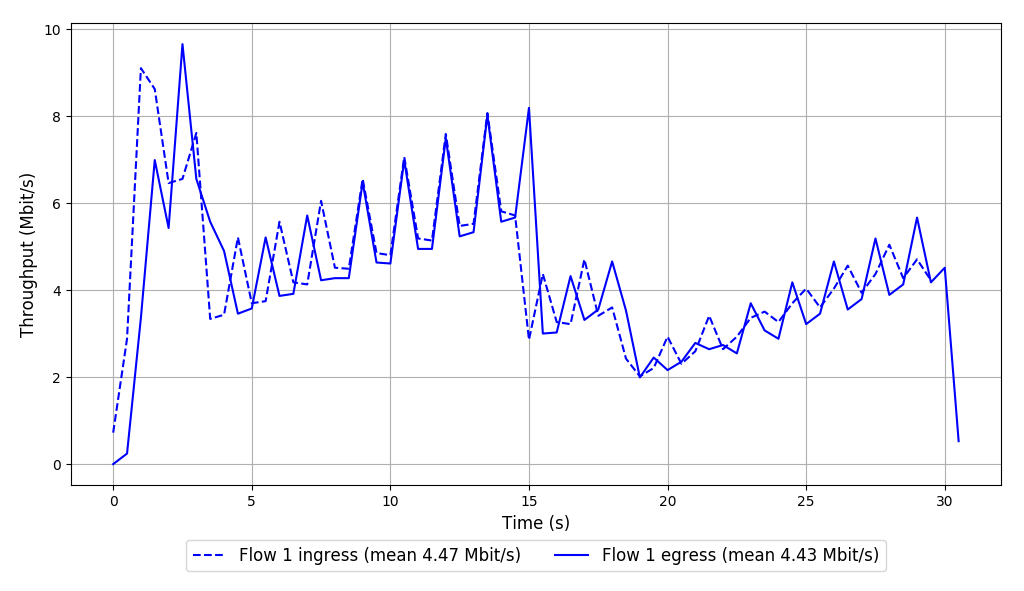 10
8
6
4
2
0
Throughput (Mbit/s)
0 5 10 15 20 25 30
Time (s)
Flow 1 ingress (mean 4.47 Mbit/s) Flow 1 egress (mean 4.43 Mbit/s)